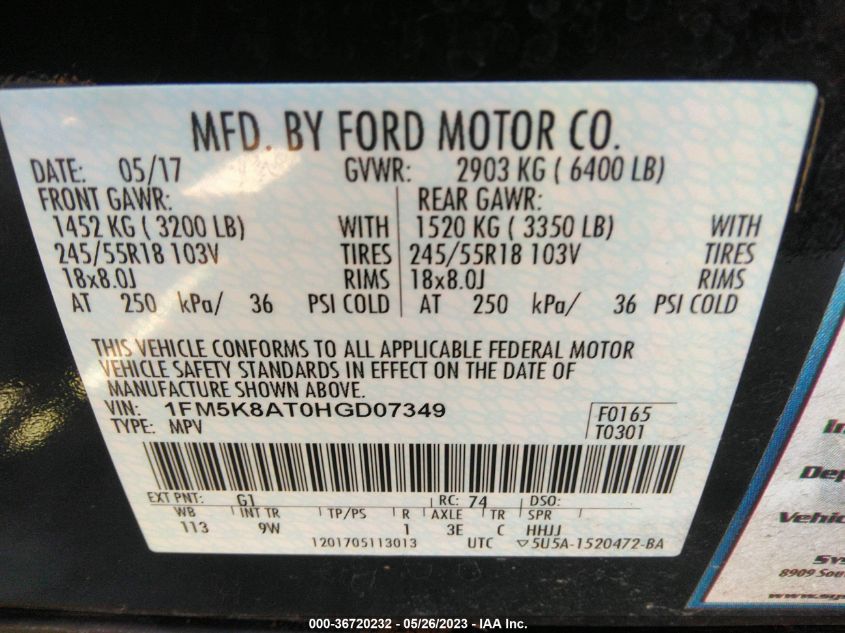 MFD. BY FORD MOTOR CO.
DATE: 05/17 GVWR: 2903 KG ( 6400 LB)
FRONT GAWR: REAR GAWR:
1452 KG ( 3200 LB) WITH 1520 KG ( 3350 LB) WITH
245/55R18 103V TIRES 245/55R18 103V TIRES
18x8.0J RIMS 18x8.0J RIMS
AT 250 kPa/ 36 PSI COLD AT 250 kPa/ 36 PSI COLD
THIS VEHICLE CONFORMS TO ALL APPLICABLE FEDERAL MOTOR
VEHICLE SAFETY STANDARDS IN EFFECT ON THE DATE OF
MANUFACTURE SHOWN ABOVE.
VIN: 1FM5K8AT0HGD07349 F0165
TYPE: MPV T0301
EXT PNT: G1 RC: 74 DSO:
WB INT TR TP/PS R AXLE TR SPR
113 9W 1 3E C HHJJ
1201705113013 UTC ▽5U5A-1520472-BA
Vehic
8909 Sou
000-36720232 - 05/26/2023 - IAA Inc.